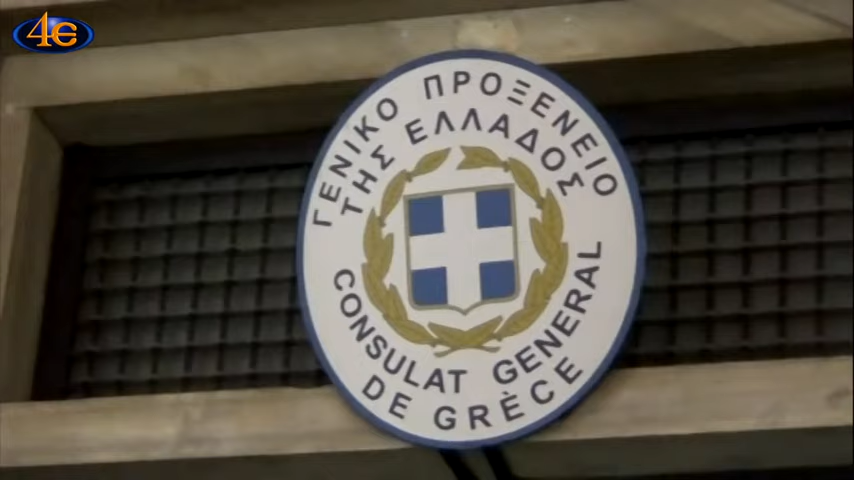 4E
ΓΕΝΙΚΟ ΠΡΟΞΕΝΕΙΟ
ΤΗΣ ΕΛΛΑΔΟΣ
CONSULAT GENERAL
DE GRÈCE